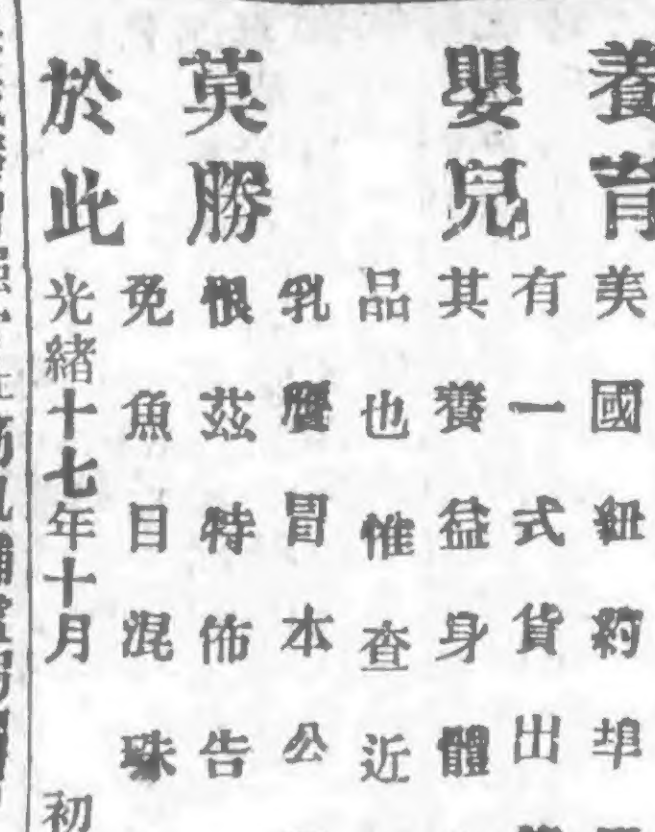 養育
嬰兒
莫勝
於此
美國紐約埠
有一式貨出
其養益身體
品也惟查近
乳贋冒本公
恨茲特佈告
免魚目混珠
光緒十七年十月 初